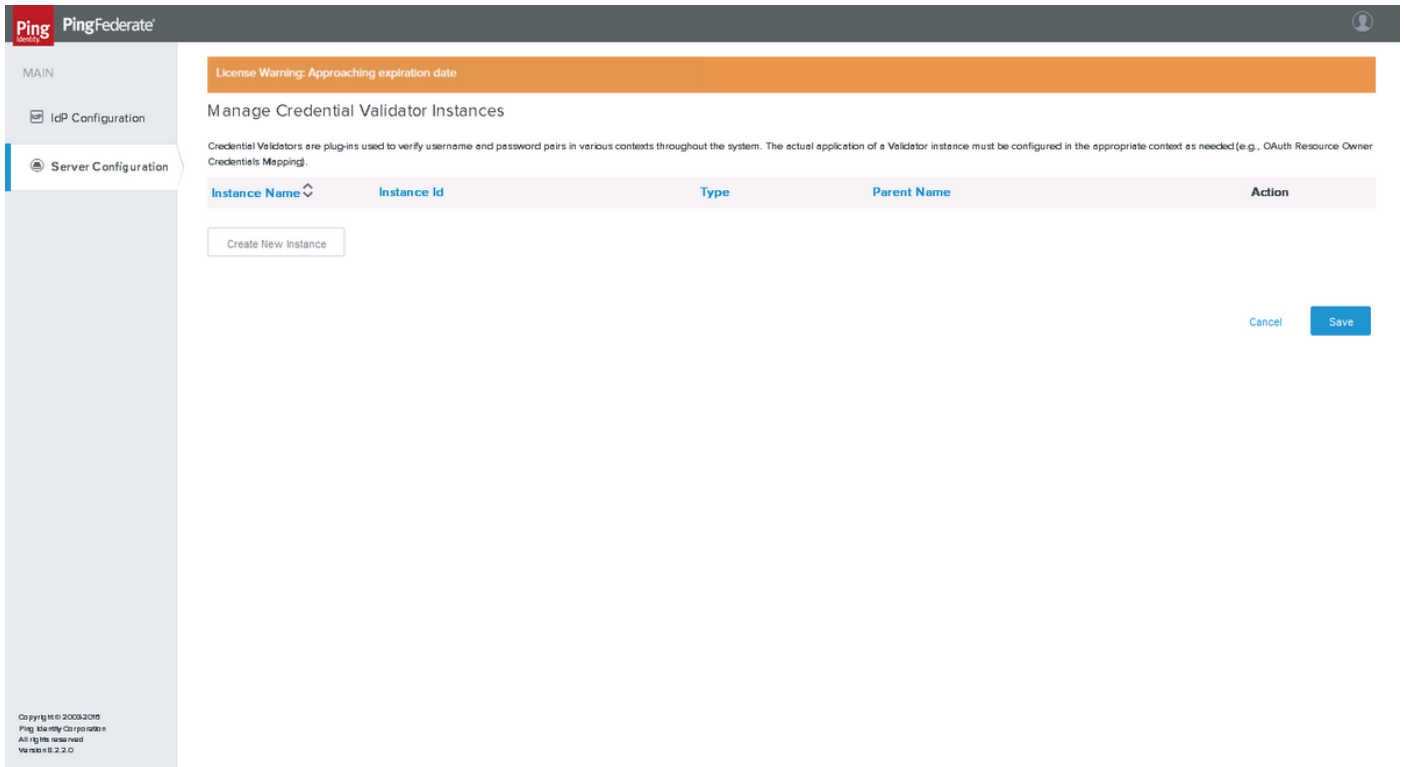 Ping Identity PingFederate®
MAIN
IdP Configuration
Server Configuration
License Warning: Approaching expiration date
Manage Credential Validator Instances
Credential Validators are plug-ins used to verify username and password pairs in various contexts throughout the system. The actual application of a Validator instance must be configured in the appropriate context as needed (e.g., OAuth Resource Owner
Credentials Mapping).
Instance Name Instance Id Type Parent Name Action
Create New Instance
Cancel Save
Copyright © 2003-2016
Ping Identity Corporation
All rights reserved
Version 8.2.2.0